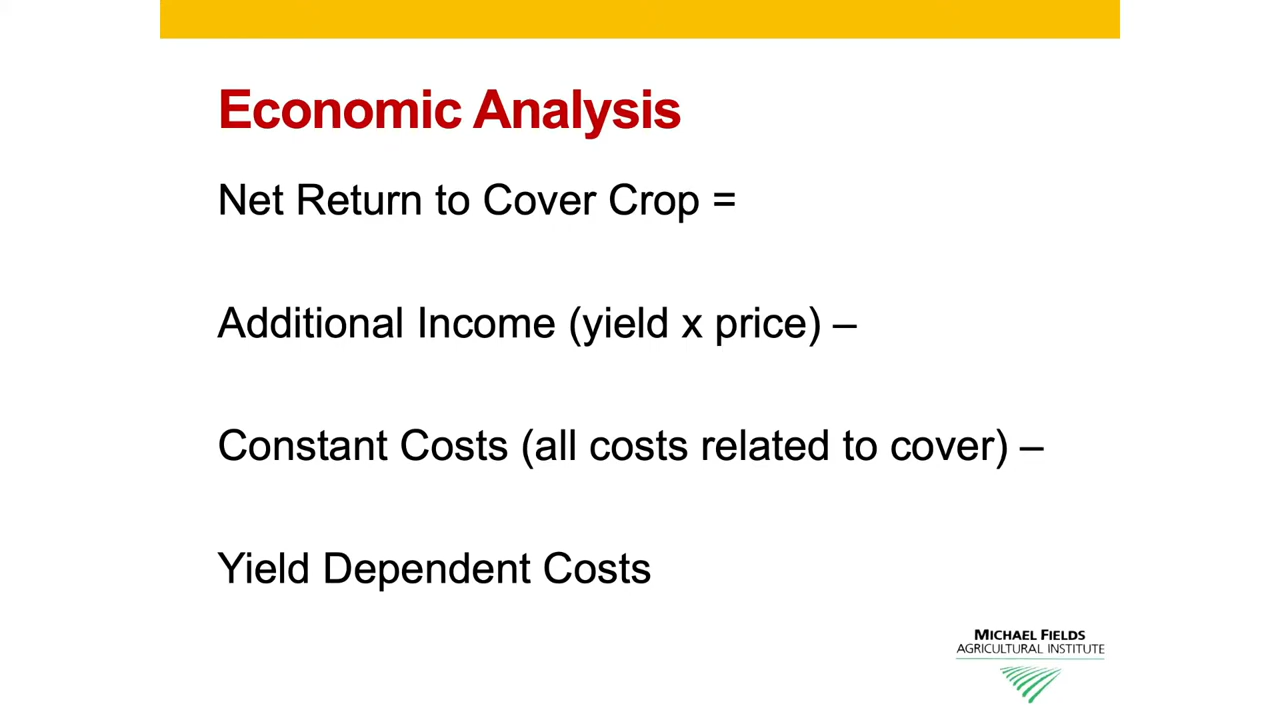 Economic Analysis
Net Return to Cover Crop =
Additional Income (yield x price) –
Constant Costs (all costs related to cover) –
Yield Dependent Costs
MICHAEL FIELDS
AGRICULTURAL INSTITUTE